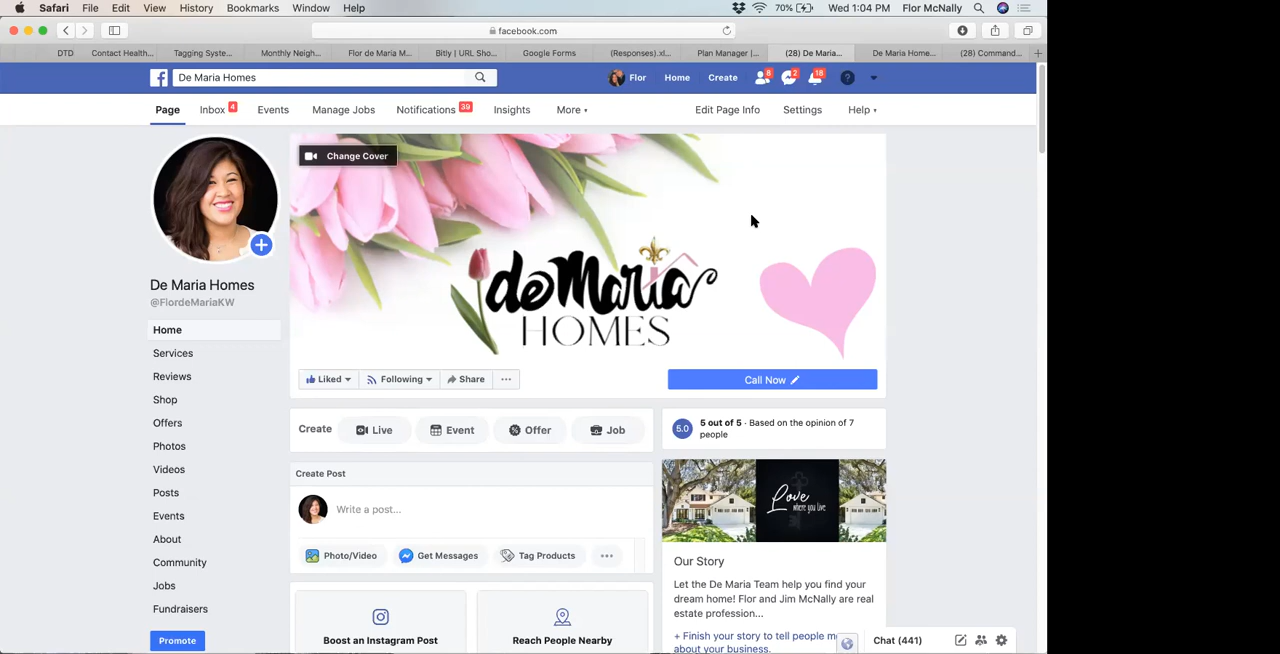 Safari File Edit View History Bookmarks Window Help 70% Wed 1:04 PM Flor McNally
facebook.com
DTD Contact Health... Tagging Syste... Monthly Neigh... Flor de Maria M... Bitly | URL Sho... Google Forms (Responses).xl... Plan Manager |... (28) De Maria... De Maria Home... (28) Command...
De Maria Homes Flor Home Create 8 2 18
Page Inbox 4 Events Manage Jobs Notifications 39 Insights More Edit Page Info Settings Help
Change Cover
de Maria
HOMES
De Maria Homes
@FlordeMariaKW
Home
Services
Reviews
Shop
Offers
Photos
Videos
Posts
Events
About
Community
Jobs
Fundraisers
Promote
Liked Following Share ... Call Now
Create Live Event Offer Job
Create Post
Write a post...
Photo/Video Get Messages Tag Products ...
Boost an Instagram Post Reach People Nearby
5.0 5 out of 5 · Based on the opinion of 7
people
Love
where you live
Our Story
Let the De Maria Team help you find your
dream home! Flor and Jim McNally are real
estate profession...
+ Finish your story to tell people m
about your business.
Chat (441)